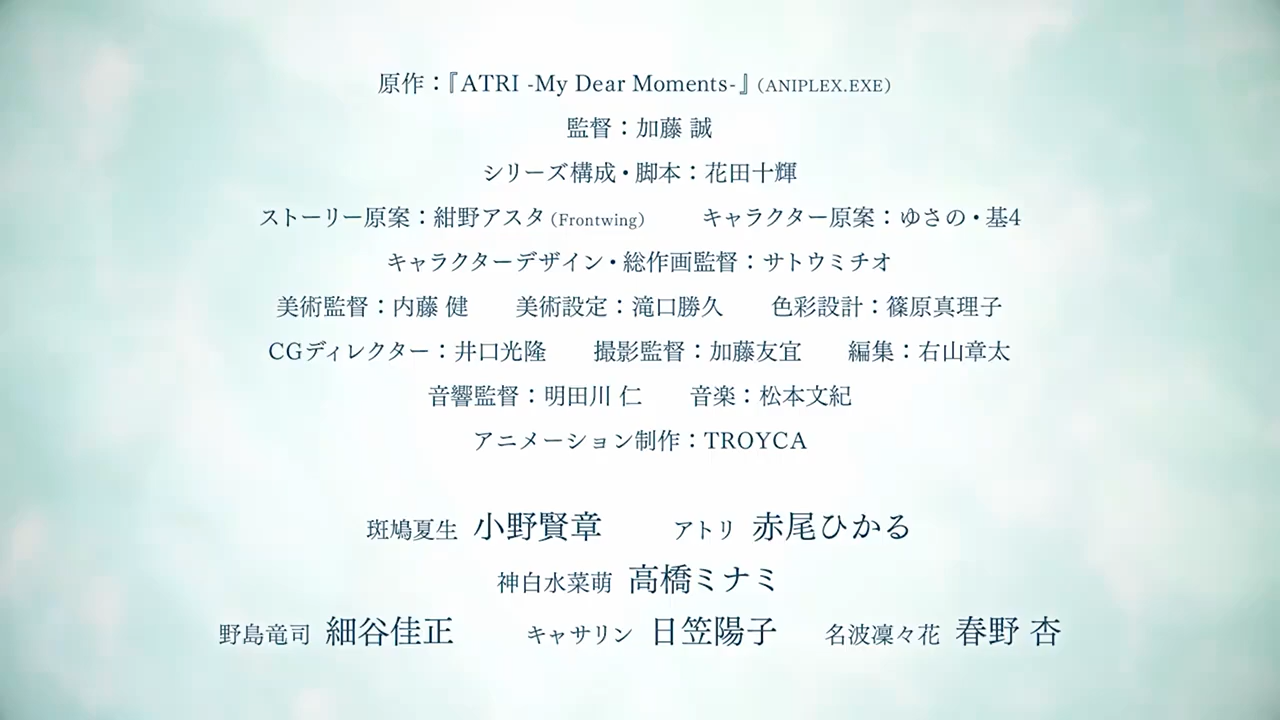 原作：『ATRI -My Dear Moments-』（ANIPLEX.EXE）
監督：加藤 誠
シリーズ構成・脚本：花田十輝
ストーリー原案：紺野アスタ（Frontwing） キャラクター原案：ゆさの・基4
キャラクターデザイン・総作画監督：サトウミチオ
美術監督：内藤 健 美術設定：滝口勝久 色彩設計：篠原真理子
CGディレクター：井口光隆 撮影監督：加藤友宜 編集：右山章太
音響監督：明田川 仁 音楽：松本文紀
アニメーション制作：TROYCA
斑鳩夏生 小野賢章 アトリ 赤尾ひかる
神白水菜萌 高橋ミナミ
野島竜司 細谷佳正 キャサリン 日笠陽子 名波凜々花 春野 杏